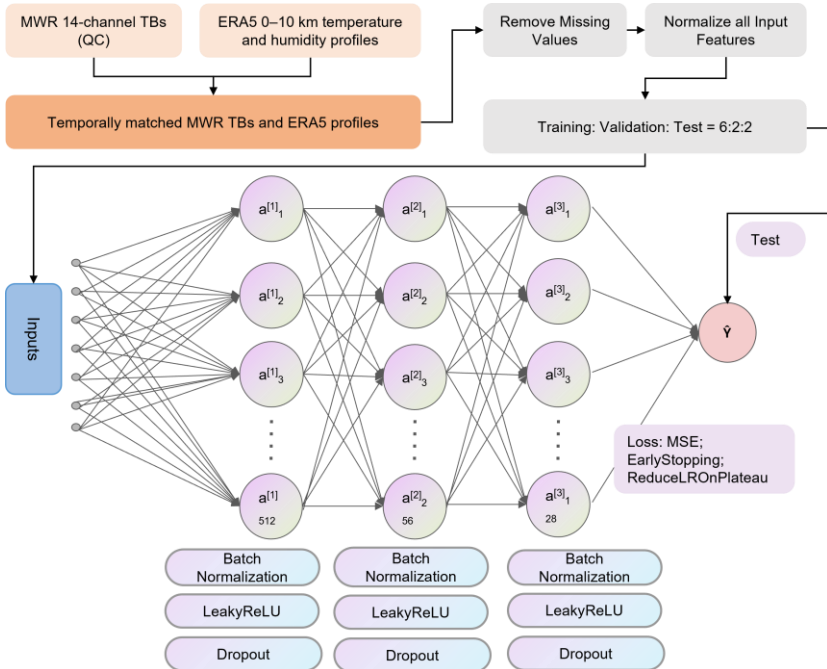 MWR 14-channel TBs
(QC)
ERA5 0–10 km temperature
and humidity profiles
Remove Missing
Values
Normalize all Input
Features
Temporally matched MWR TBs and ERA5 profiles
Training: Validation: Test = 6:2:2
Inputs
a[1]1
a[2]1
a[3]1
Test
a[1]2
a[2]2
a[3]2
Ŷ
a[1]3
a[2]3
a[3]3
Loss: MSE;
EarlyStopping;
ReduceLROnPlateau
a[1]
512
a[2]2
56
a[3]1
28
Batch
Normalization
Batch
Normalization
Batch
Normalization
LeakyReLU
LeakyReLU
LeakyReLU
Dropout
Dropout
Dropout